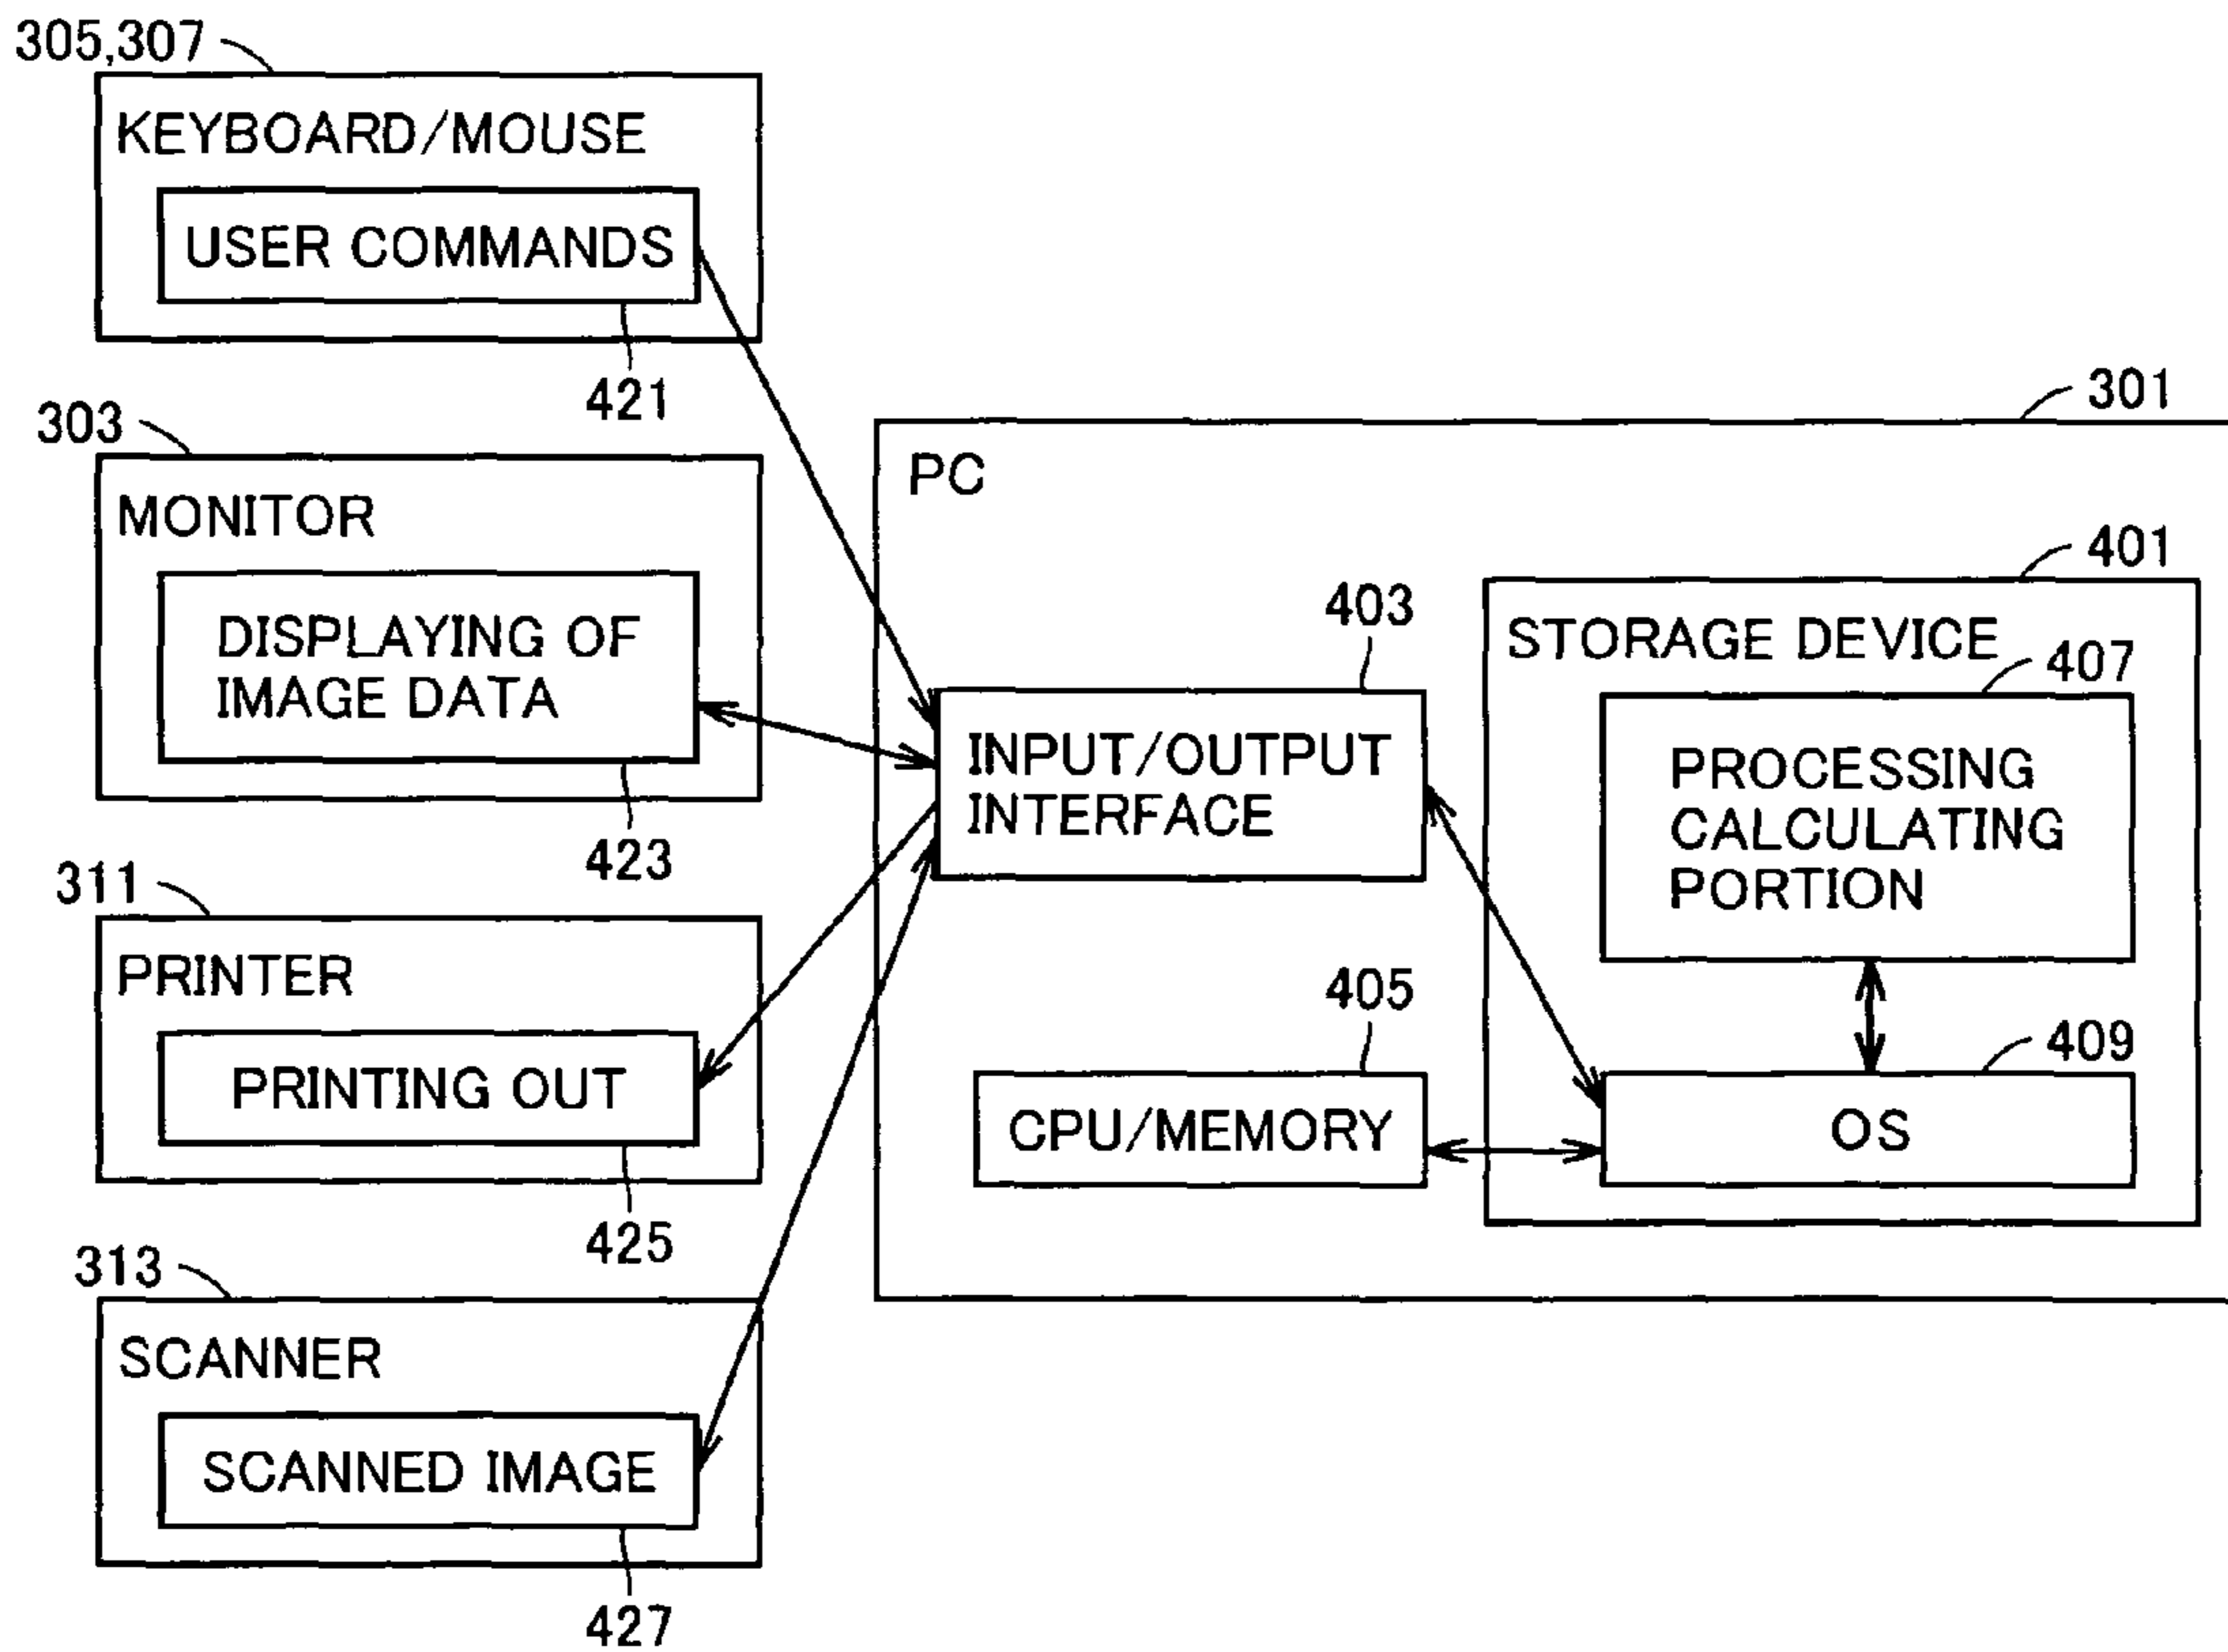 305,307
KEYBOARD/MOUSE
USER COMMANDS
421
303
MONITOR
DISPLAYING OF
IMAGE DATA
423
311
PRINTER
PRINTING OUT
425
313
SCANNER
SCANNED IMAGE
427
301
PC
403
INPUT/OUTPUT
INTERFACE
405
CPU/MEMORY
401
STORAGE DEVICE
407
PROCESSING
CALCULATING
PORTION
409
OS